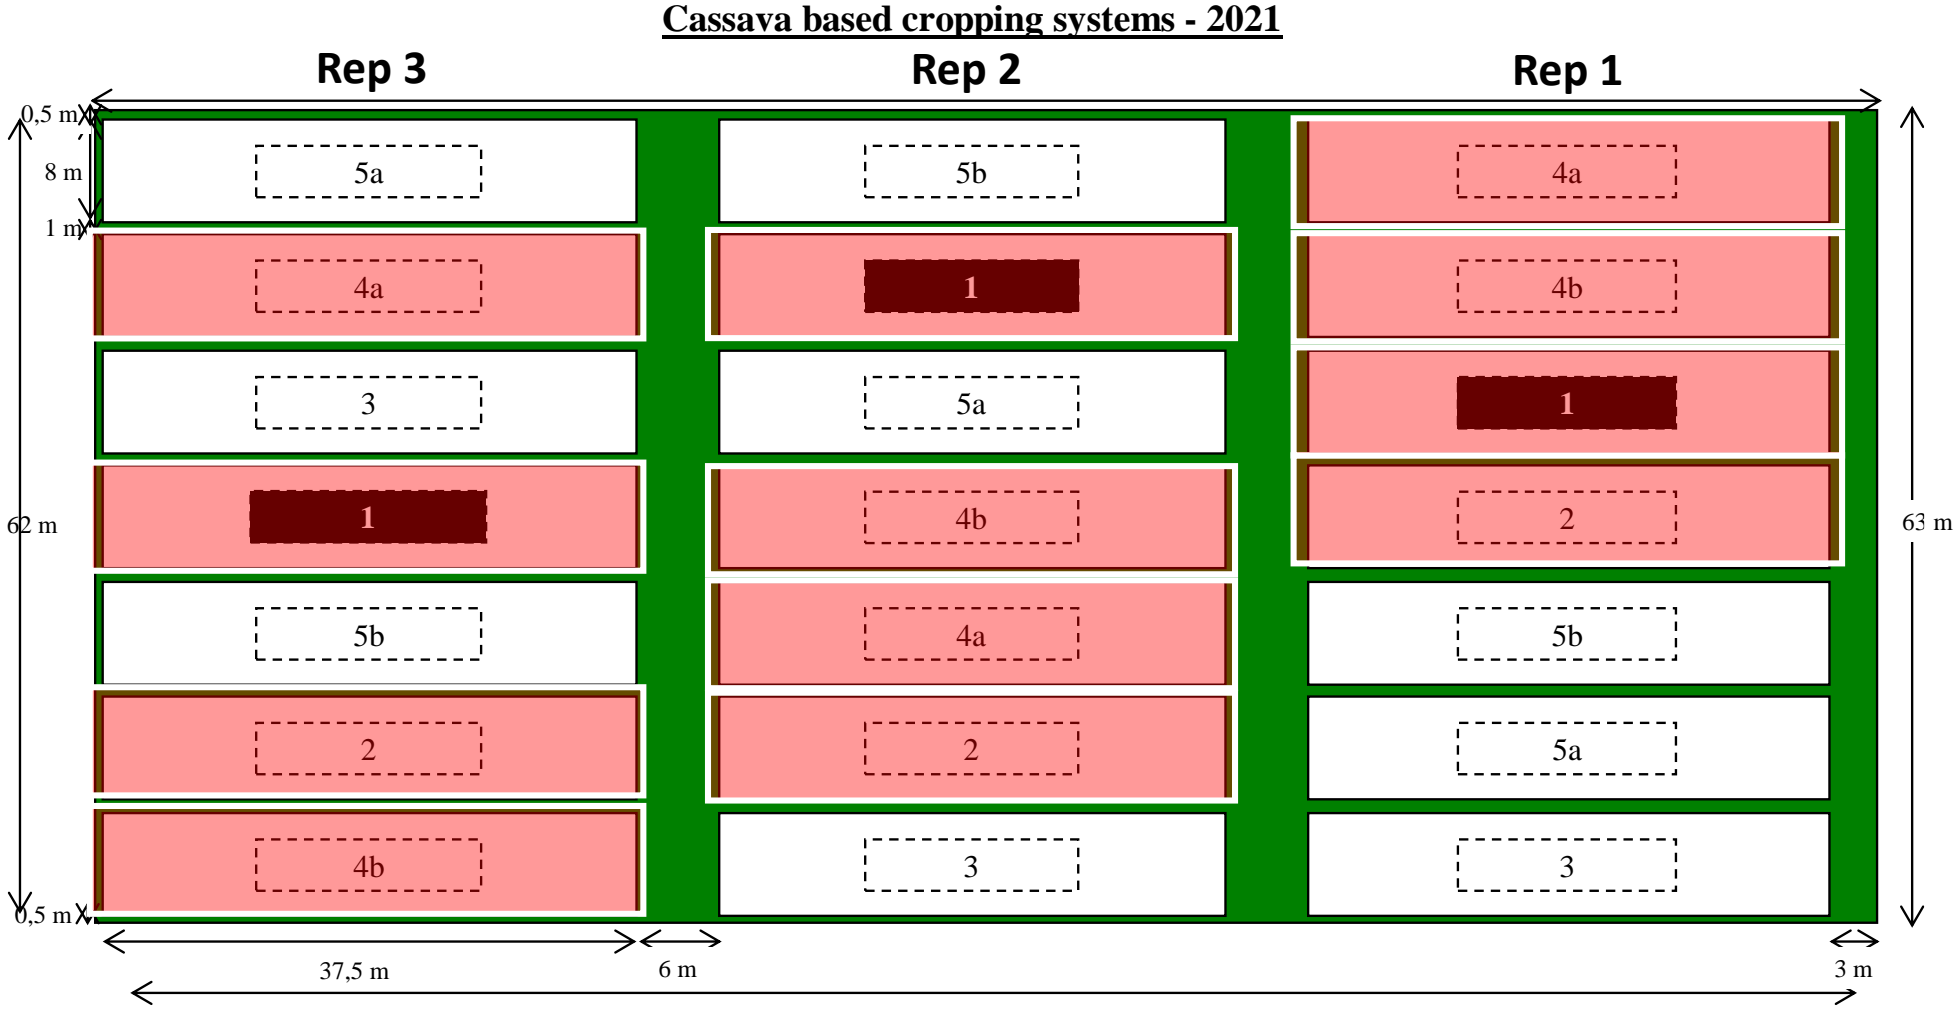 Cassava based cropping systems - 2021
Rep 3 Rep 2 Rep 1
0,5 m
5a 5b 4a
8 m
1 m
4a 1 4b
3 5a 1
1 4b 2
62 m 63 m
5b 4a 5b
2 2 5a
4b 3 3
0,5 m
37,5 m 6 m 3 m